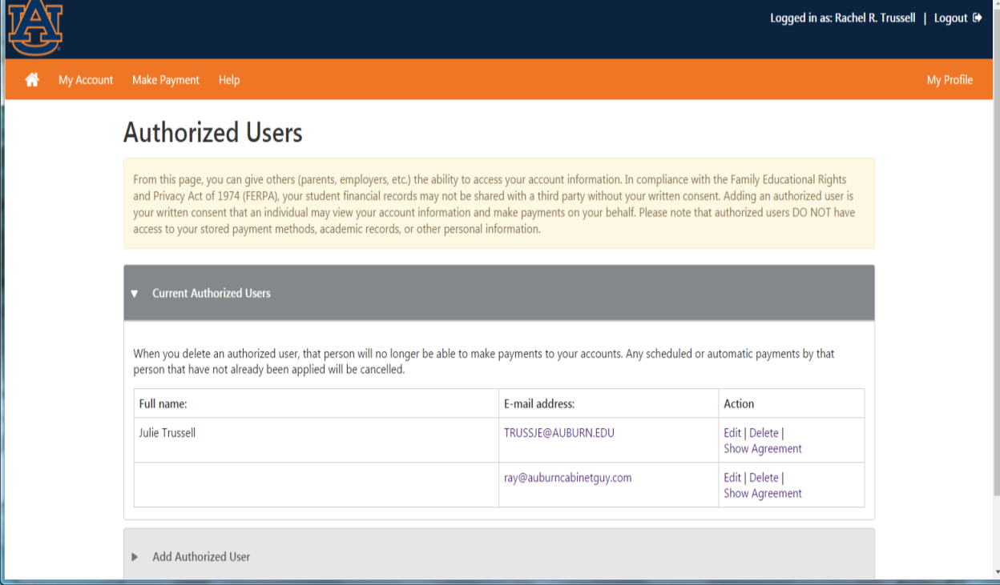 AU
Logged in as: Rachel R. Trussell | Logout
My Account Make Payment Help My Profile
Authorized Users
From this page, you can give others (parents, employers, etc.) the ability to access your account information. In compliance with the Family Educational Rights
and Privacy Act of 1974 (FERPA), your student financial records may not be shared with a third party without your written consent. Adding an authorized user is
your written consent that an individual may view your account information and make payments on your behalf. Please note that authorized users DO NOT have
access to your stored payment methods, academic records, or other personal information.
Current Authorized Users
When you delete an authorized user, that person will no longer be able to make payments to your accounts. Any scheduled or automatic payments by that
person that have not already been applied will be cancelled.
Full name: E-mail address: Action
Julie Trussell TRUSSJE@AUBURN.EDU Edit | Delete |
Show Agreement
ray@auburncabinetguy.com Edit | Delete |
Show Agreement
Add Authorized User